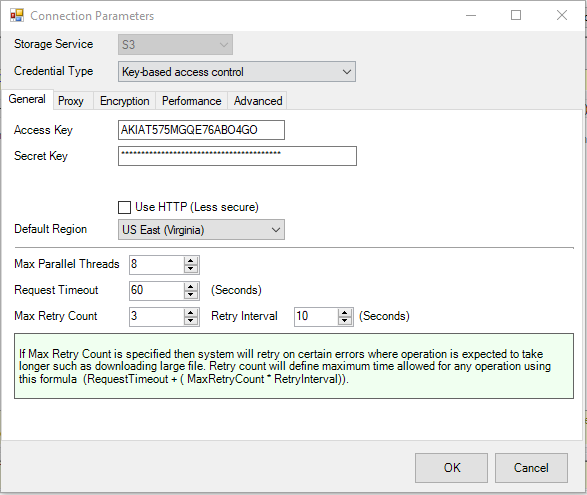 Connection Parameters
Storage Service S3
Credential Type Key-based access control
General Proxy Encryption Performance Advanced
Access Key AKIAT575MGQE76ABO4GO
Secret Key ****************************************
Use HTTP (Less secure)
Default Region US East (Virginia)
Max Parallel Threads 8
Request Timeout 60 (Seconds)
Max Retry Count 3 Retry Interval 10 (Seconds)
If Max Retry Count is specified then system will retry on certain errors where operation is expected to take
longer such as downloading large file. Retry count will define maximum time allowed for any operation using
this formula (RequestTimeout + ( MaxRetryCount * RetryInterval)).
OK Cancel